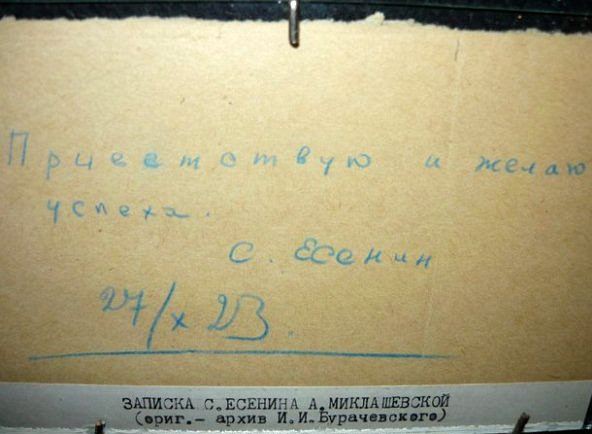 Приветствую и желаю
успеха.
С. Есенин
27/x 23.
ЗАПИСКА С.ЕСЕНИНА А.МИКЛАШЕВСКОЙ
(ориг.- архив И.И.Бурачевского)